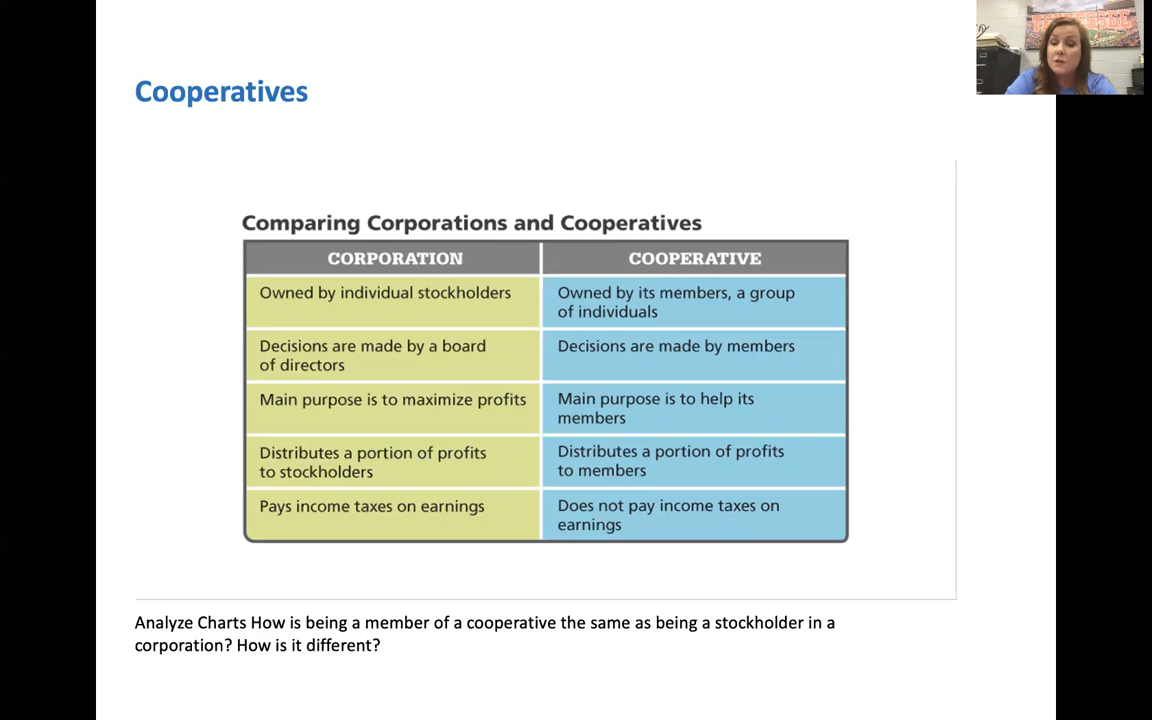 TENNESSEE
Cooperatives
Comparing Corporations and Cooperatives
CORPORATION
COOPERATIVE
Owned by individual stockholders
Owned by its members, a group
of individuals
Decisions are made by a board
of directors
Decisions are made by members
Main purpose is to maximize profits
Main purpose is to help its
members
Distributes a portion of profits
to stockholders
Distributes a portion of profits
to members
Pays income taxes on earnings
Does not pay income taxes on
earnings
Analyze Charts How is being a member of a cooperative the same as being a stockholder in a
corporation? How is it different?